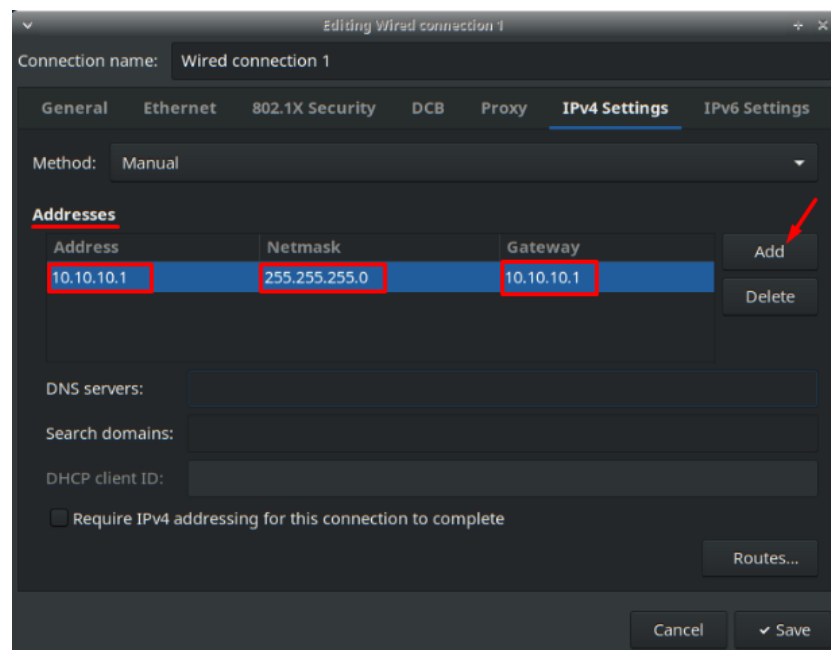 Editing Wired connection 1
Connection name: Wired connection 1
General Ethernet 802.1X Security DCB Proxy IPv4 Settings IPv6 Settings
Method: Manual
Addresses
Address Netmask Gateway Add
10.10.10.1 255.255.255.0 10.10.10.1
Delete
DNS servers:
Search domains:
DHCP client ID:
Require IPv4 addressing for this connection to complete
Routes...
Cancel Save